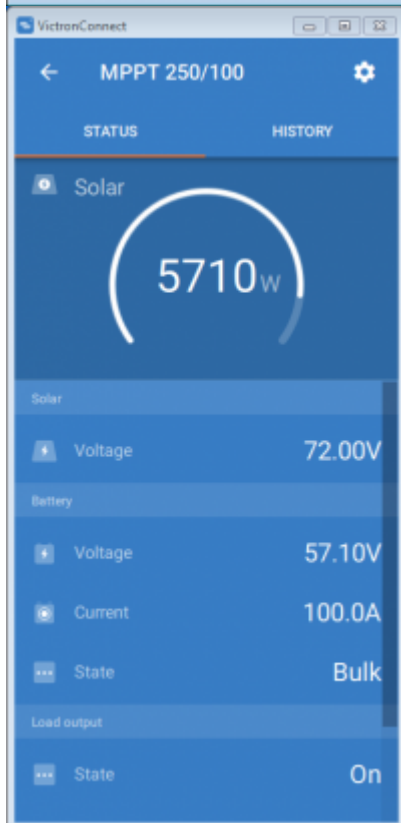 VictronConnect
MPPT 250/100
STATUS HISTORY
Solar
5710W
Solar
Voltage 72.00V
Battery
Voltage 57.10V
Current 100.0A
State Bulk
Load output
State On